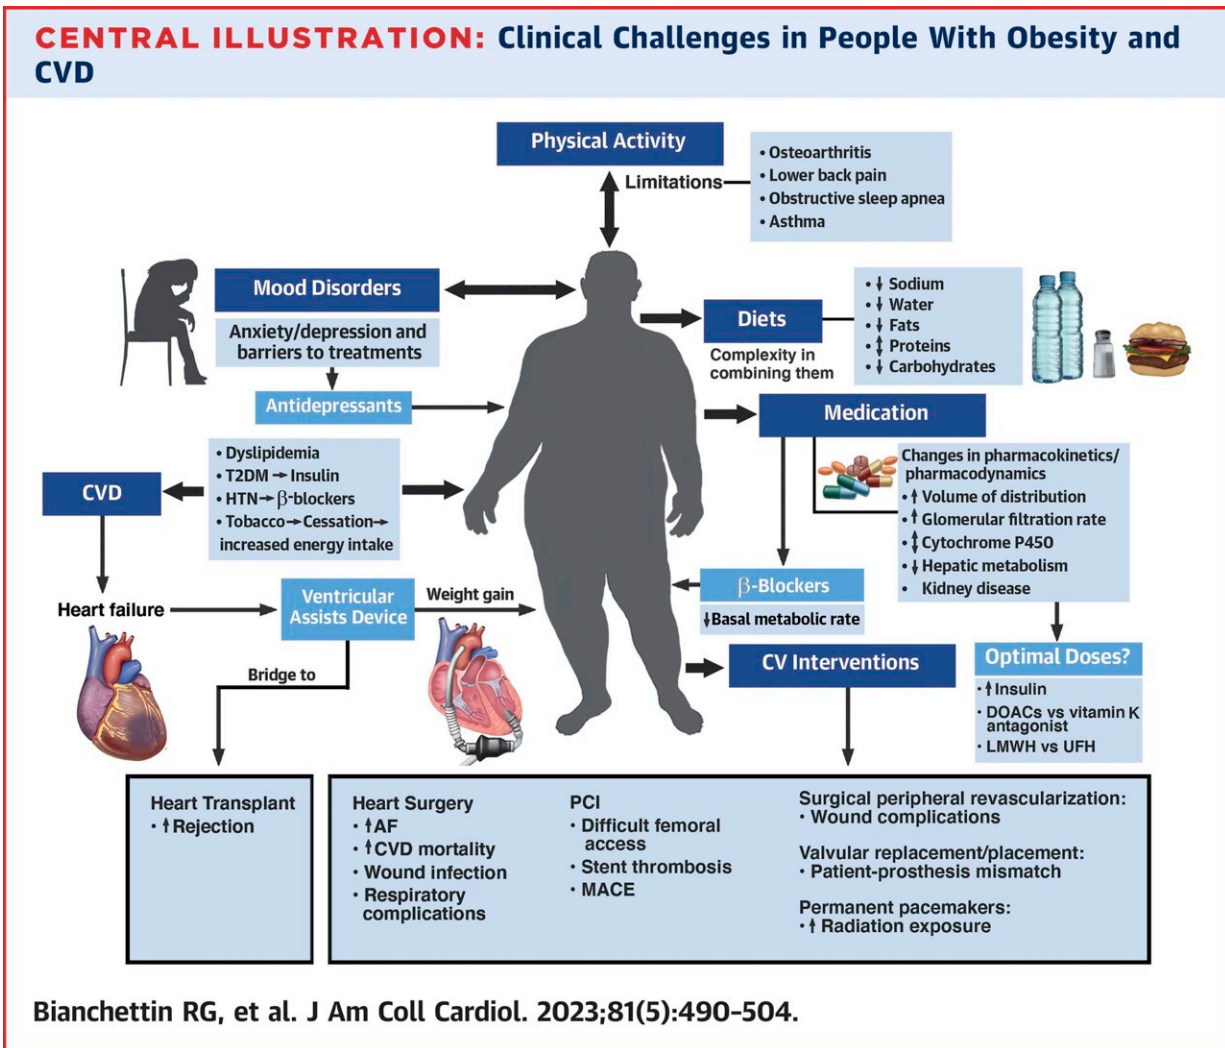 CENTRAL ILLUSTRATION: Clinical Challenges in People With Obesity and
CVD
Physical Activity
Limitations
• Osteoarthritis
• Lower back pain
• Obstructive sleep apnea
• Asthma
Mood Disorders
Anxiety/depression and
barriers to treatments
Antidepressants
Diets
Complexity in
combining them
• ↓ Sodium
• ↓ Water
• ↓ Fats
• ↕ Proteins
• ↓ Carbohydrates
Medication
Changes in pharmacokinetics/
pharmacodynamics
• ↑ Volume of distribution
• ↑ Glomerular filtration rate
• ↕ Cytochrome P450
• ↓ Hepatic metabolism
• Kidney disease
CVD
• Dyslipidemia
• T2DM → Insulin
• HTN → β-blockers
• Tobacco → Cessation →
increased energy intake
Heart failure
Ventricular
Assists Device
Weight gain
Bridge to
β-Blockers
↓ Basal metabolic rate
CV Interventions
Optimal Doses?
• ↑ Insulin
• DOACs vs vitamin K
antagonist
• LMWH vs UFH
Heart Transplant
• ↑ Rejection
Heart Surgery
• ↑ AF
• ↑ CVD mortality
• Wound infection
• Respiratory
complications
PCI
• Difficult femoral
access
• Stent thrombosis
• MACE
Surgical peripheral revascularization:
• Wound complications
Valvular replacement/placement:
• Patient-prosthesis mismatch
Permanent pacemakers:
• ↑ Radiation exposure
Bianchettin RG, et al. J Am Coll Cardiol. 2023;81(5):490-504.